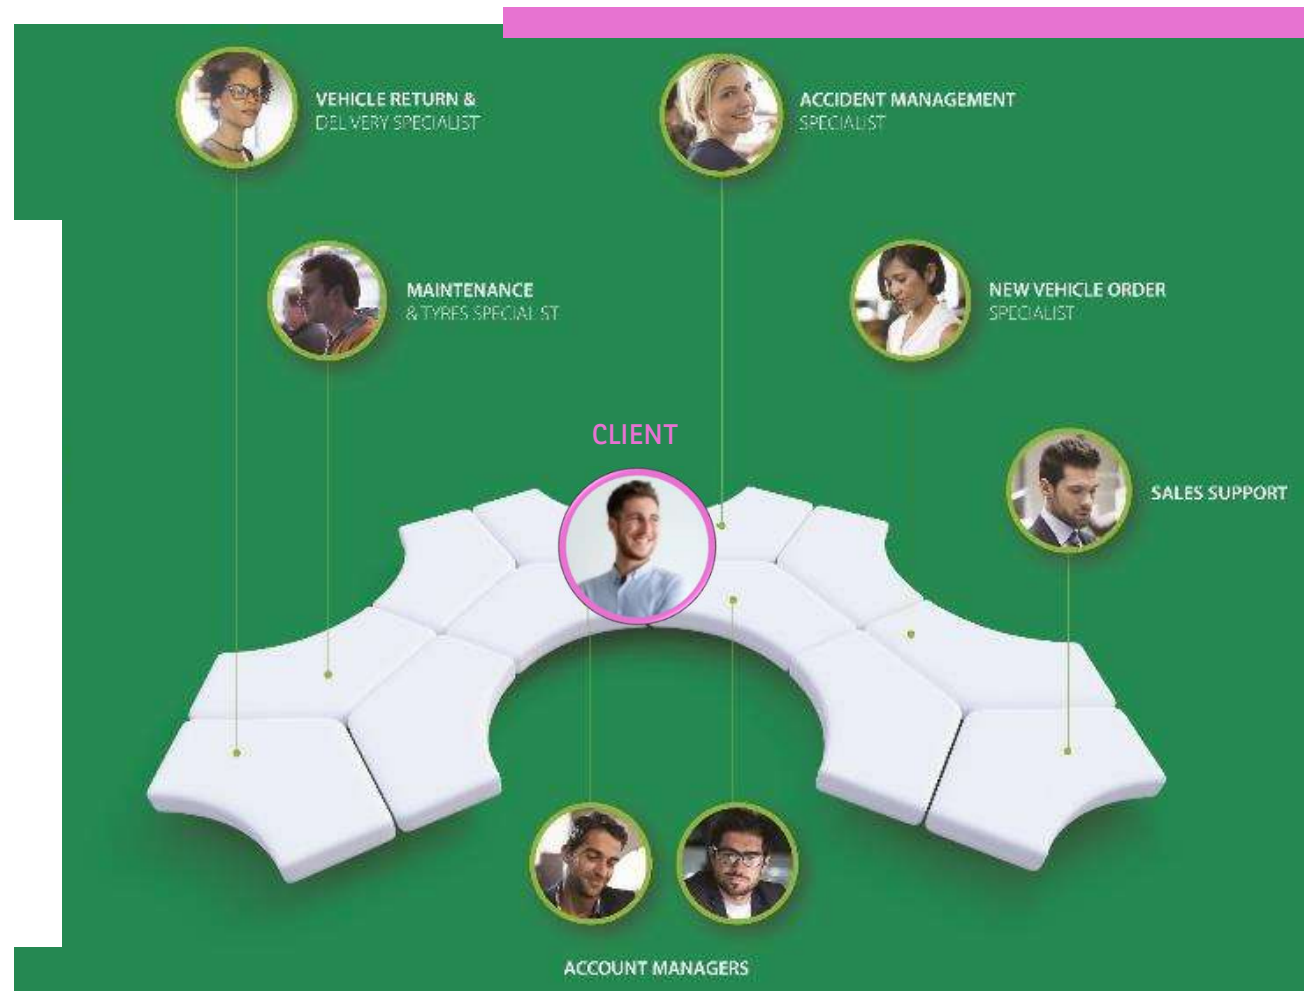 VEHICLE RETURN &
DELIVERY SPECIALIST
ACCIDENT MANAGEMENT
SPECIALIST
MAINTENANCE
& TYRES SPECIALIST
NEW VEHICLE ORDER
SPECIALIST
CLIENT
SALES SUPPORT
ACCOUNT MANAGERS